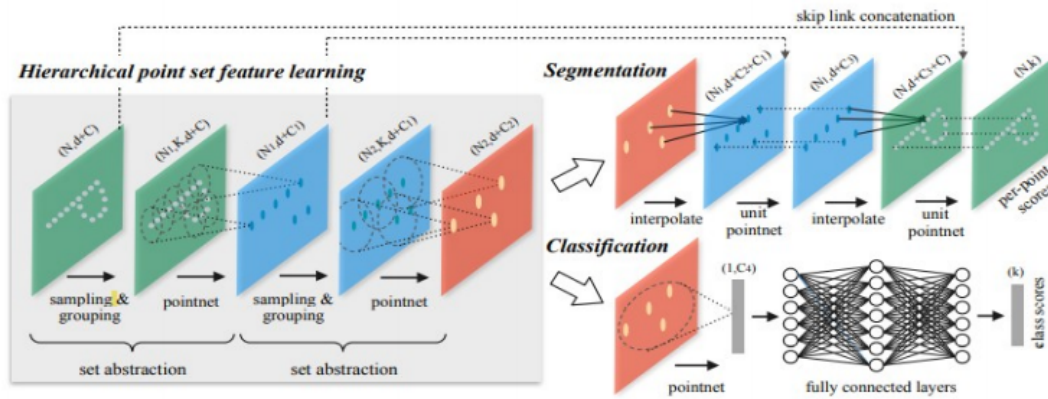 skip link concatenation
Hierarchical point set feature learning
(N,d+C)
(N1,K,d+C)
(N1,d+C1)
(N2,K,d+C1)
(N2,d+C2)
sampling &
grouping
pointnet
sampling &
grouping
pointnet
set abstraction
set abstraction
Segmentation
(N1,d+C2+C1)
(N1,d+C3)
(N,d+C3+C)
(N,k)
interpolate
unit
pointnet
interpolate
unit
pointnet
per-point
scores
Classification
(1,C4)
(k)
class scores
pointnet
fully connected layers